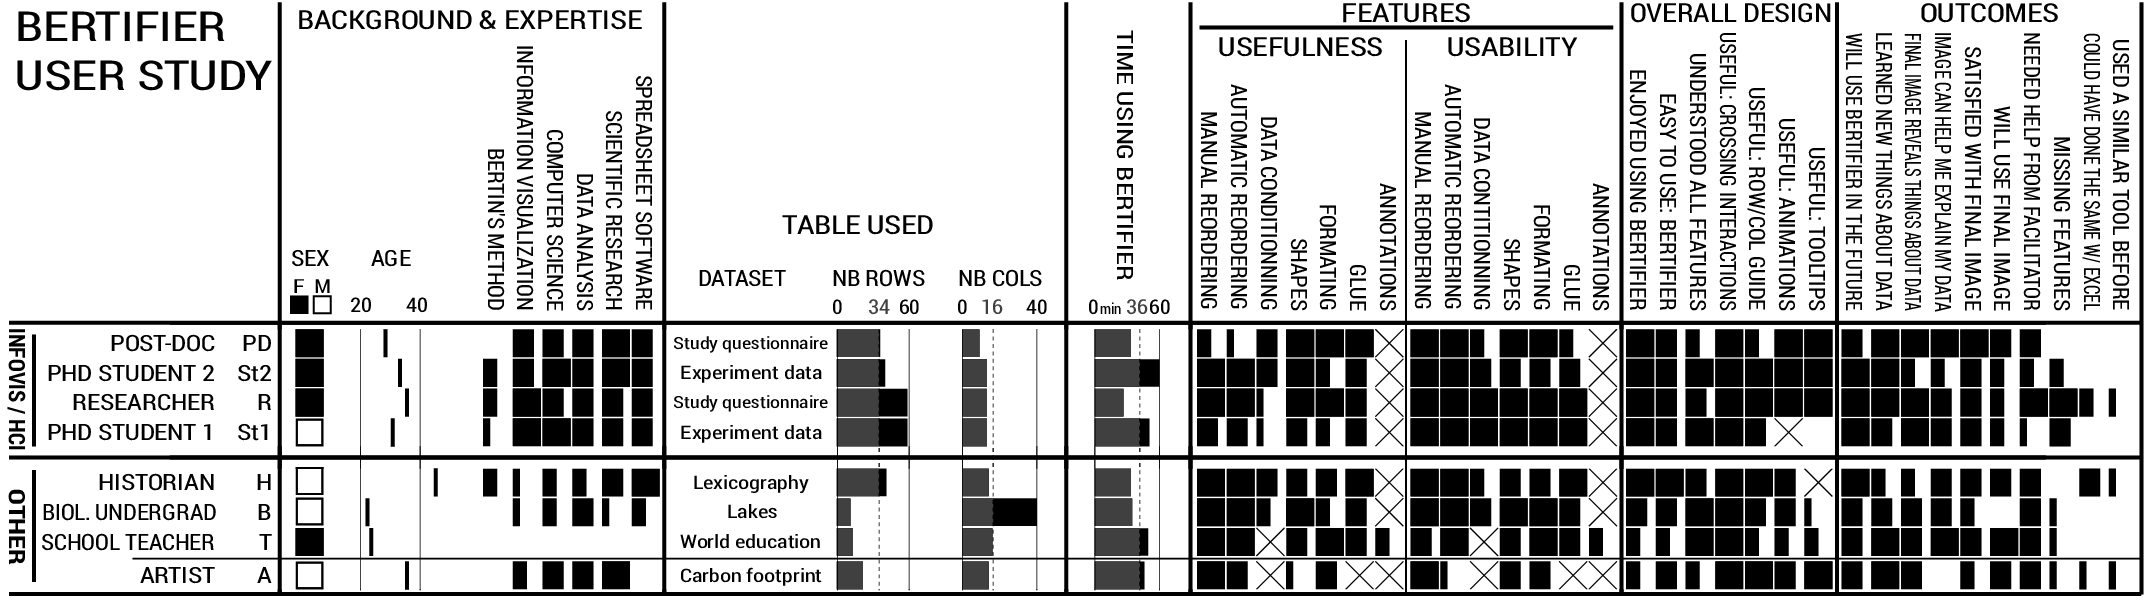 BERTIFIER
USER STUDY
BACKGROUND & EXPERTISE
SEX
F M
AGE
20 40
BERTIN'S METHOD
INFORMATION VISUALIZATION
COMPUTER SCIENCE
DATA ANALYSIS
SCIENTIFIC RESEARCH
SPREADSHEET SOFTWARE
TABLE USED
DATASET
NB ROWS
0 34 60
NB COLS
0 16 40
TIME USING BERTIFIER
0min 36 60
FEATURES
USEFULNESS
MANUAL REORDERING
AUTOMATIC REORDERING
DATA CONDITIONNING
SHAPES
FORMATING
GLUE
ANNOTATIONS
USABILITY
MANUAL REORDERING
AUTOMATIC REORDERING
DATA CONDITIONNING
SHAPES
FORMATING
GLUE
ANNOTATIONS
OVERALL DESIGN
ENJOYED USING BERTIFIER
EASY TO USE: BERTIFIER
UNDERSTOOD ALL FEATURES
USEFUL: CROSSING INTERACTIONS
USEFUL: ROW/COL GUIDE
USEFUL: ANIMATIONS
USEFUL: TOOLTIPS
OUTCOMES
WILL USE BERTIFIER IN THE FUTURE
LEARNED NEW THINGS ABOUT DATA
FINAL IMAGE REVEALS THINGS ABOUT DATA
IMAGE CAN HELP ME EXPLAIN MY DATA
SATISFIED WITH FINAL IMAGE
WILL USE FINAL IMAGE
NEEDED HELP FROM FACILITATOR
MISSING FEATURES
COULD HAVE DONE THE SAME W/ EXCEL
USED A SIMILAR TOOL BEFORE
INFOVIS / HCI
POST-DOC PD Study questionnaire
PHD STUDENT 2 St2 Experiment data
RESEARCHER R Study questionnaire
PHD STUDENT 1 St1 Experiment data
OTHER
HISTORIAN H Lexicography
BIOL. UNDERGRAD B Lakes
SCHOOL TEACHER T World education
ARTIST A Carbon footprint